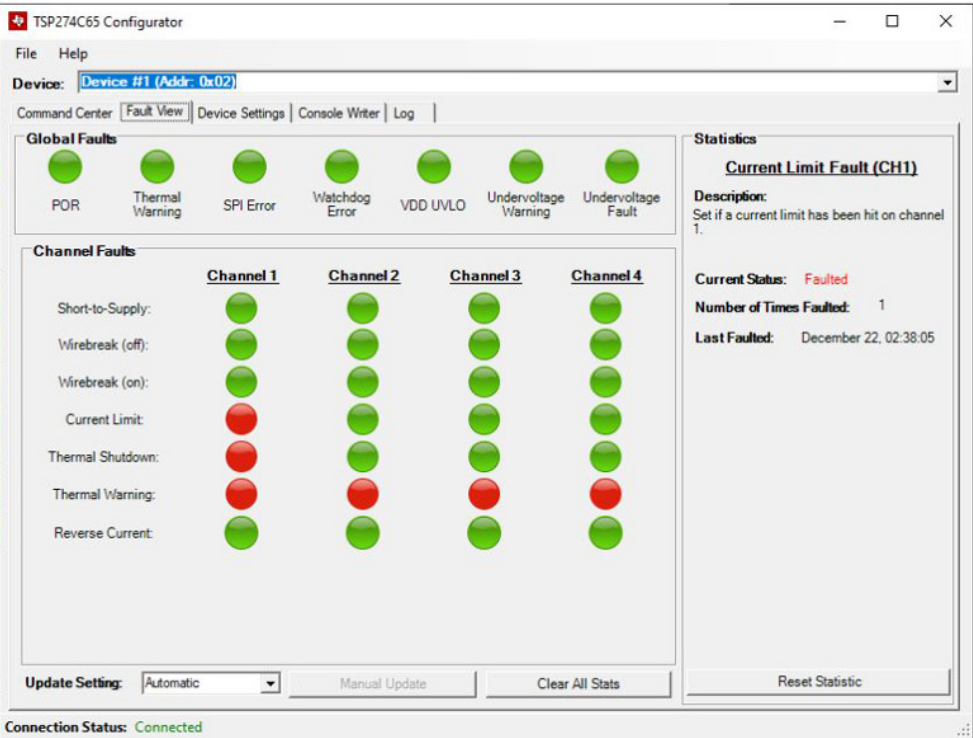 TSP274C65 Configurator
File Help
Device: Device #1 (Addr: 0x02)
Command Center Fault View Device Settings Console Writer Log
Global Faults
POR
Thermal
Warning
SPI Error
Watchdog
Error
VDD UVLO
Undervoltage
Warning
Undervoltage
Fault
Channel Faults
Channel 1 Channel 2 Channel 3 Channel 4
Short-to-Supply:
Wirebreak (off):
Wirebreak (on):
Current Limit:
Thermal Shutdown:
Thermal Warning:
Reverse Current:
Update Setting: Automatic Manual Update Clear All Stats
Statistics
Current Limit Fault (CH1)
Description:
Set if a current limit has been hit on channel
1.
Current Status: Faulted
Number of Times Faulted: 1
Last Faulted: December 22, 02:38:05
Reset Statistic
Connection Status: Connected